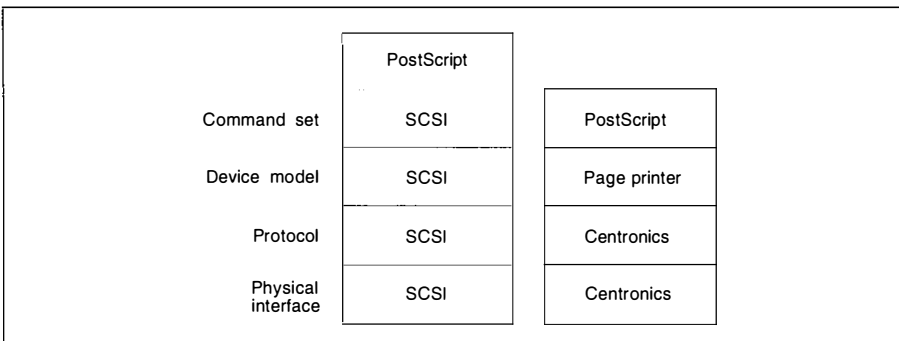 PostScript
Command set SCSI PostScript
Device model SCSI Page printer
Protocol SCSI Centronics
Physical
interface SCSI Centronics